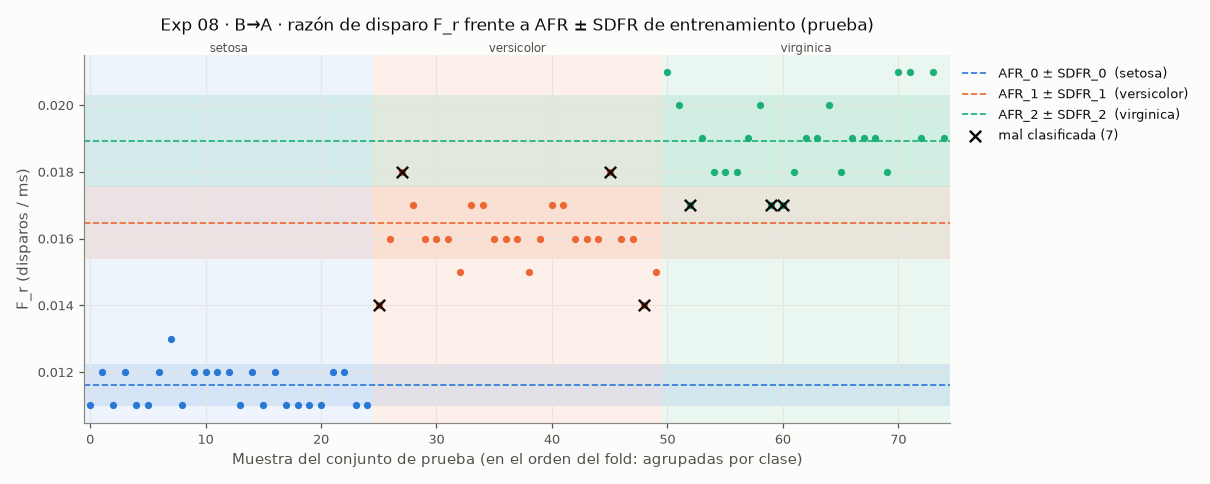 Exp 08 · B→A · razón de disparo F_r frente a AFR ± SDFR de entrenamiento (prueba)
setosa versicolor virginica
AFR_0 ± SDFR_0 (setosa)
AFR_1 ± SDFR_1 (versicolor)
AFR_2 ± SDFR_2 (virginica)
mal clasificada (7)
F_r (disparos / ms)
0.020
0.018
0.016
0.014
0.012
0 10 20 30 40 50 60 70
Muestra del conjunto de prueba (en el orden del fold: agrupadas por clase)